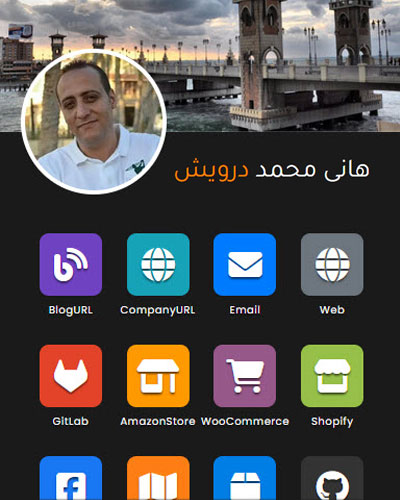 هانى محمد درويش
BlogURL CompanyURL Email Web
GitLab AmazonStore WooCommerce Shopify